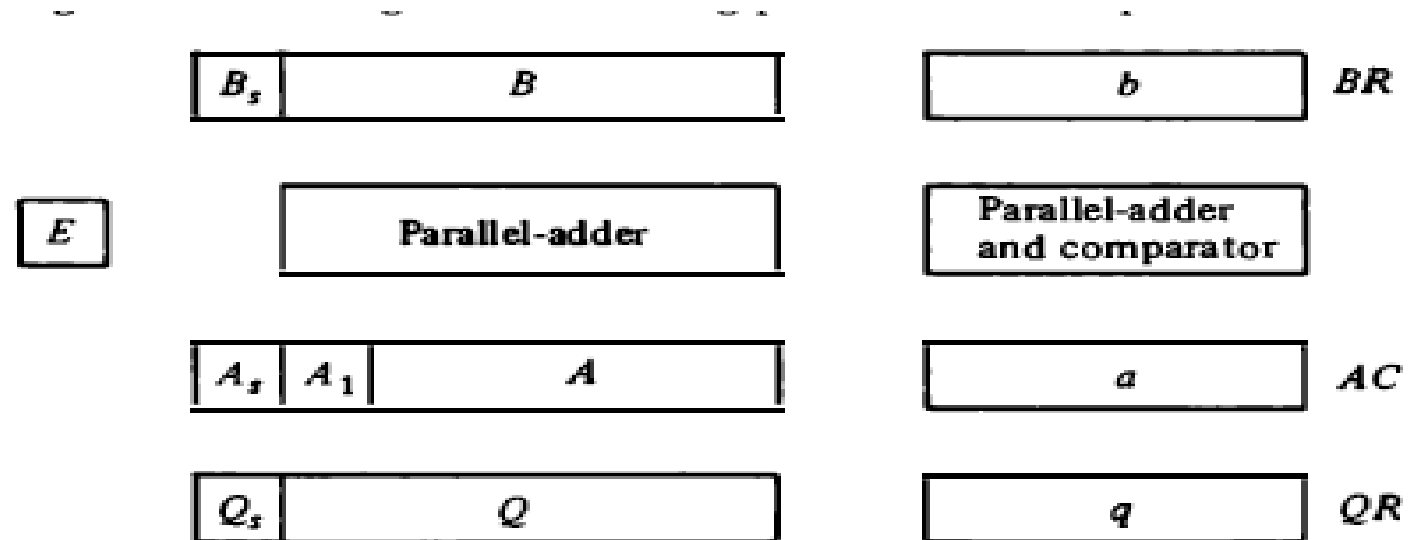 B_s B b BR
E Parallel-adder Parallel-adder
and comparator
A_s A_1 A a AC
Q_s Q q QR